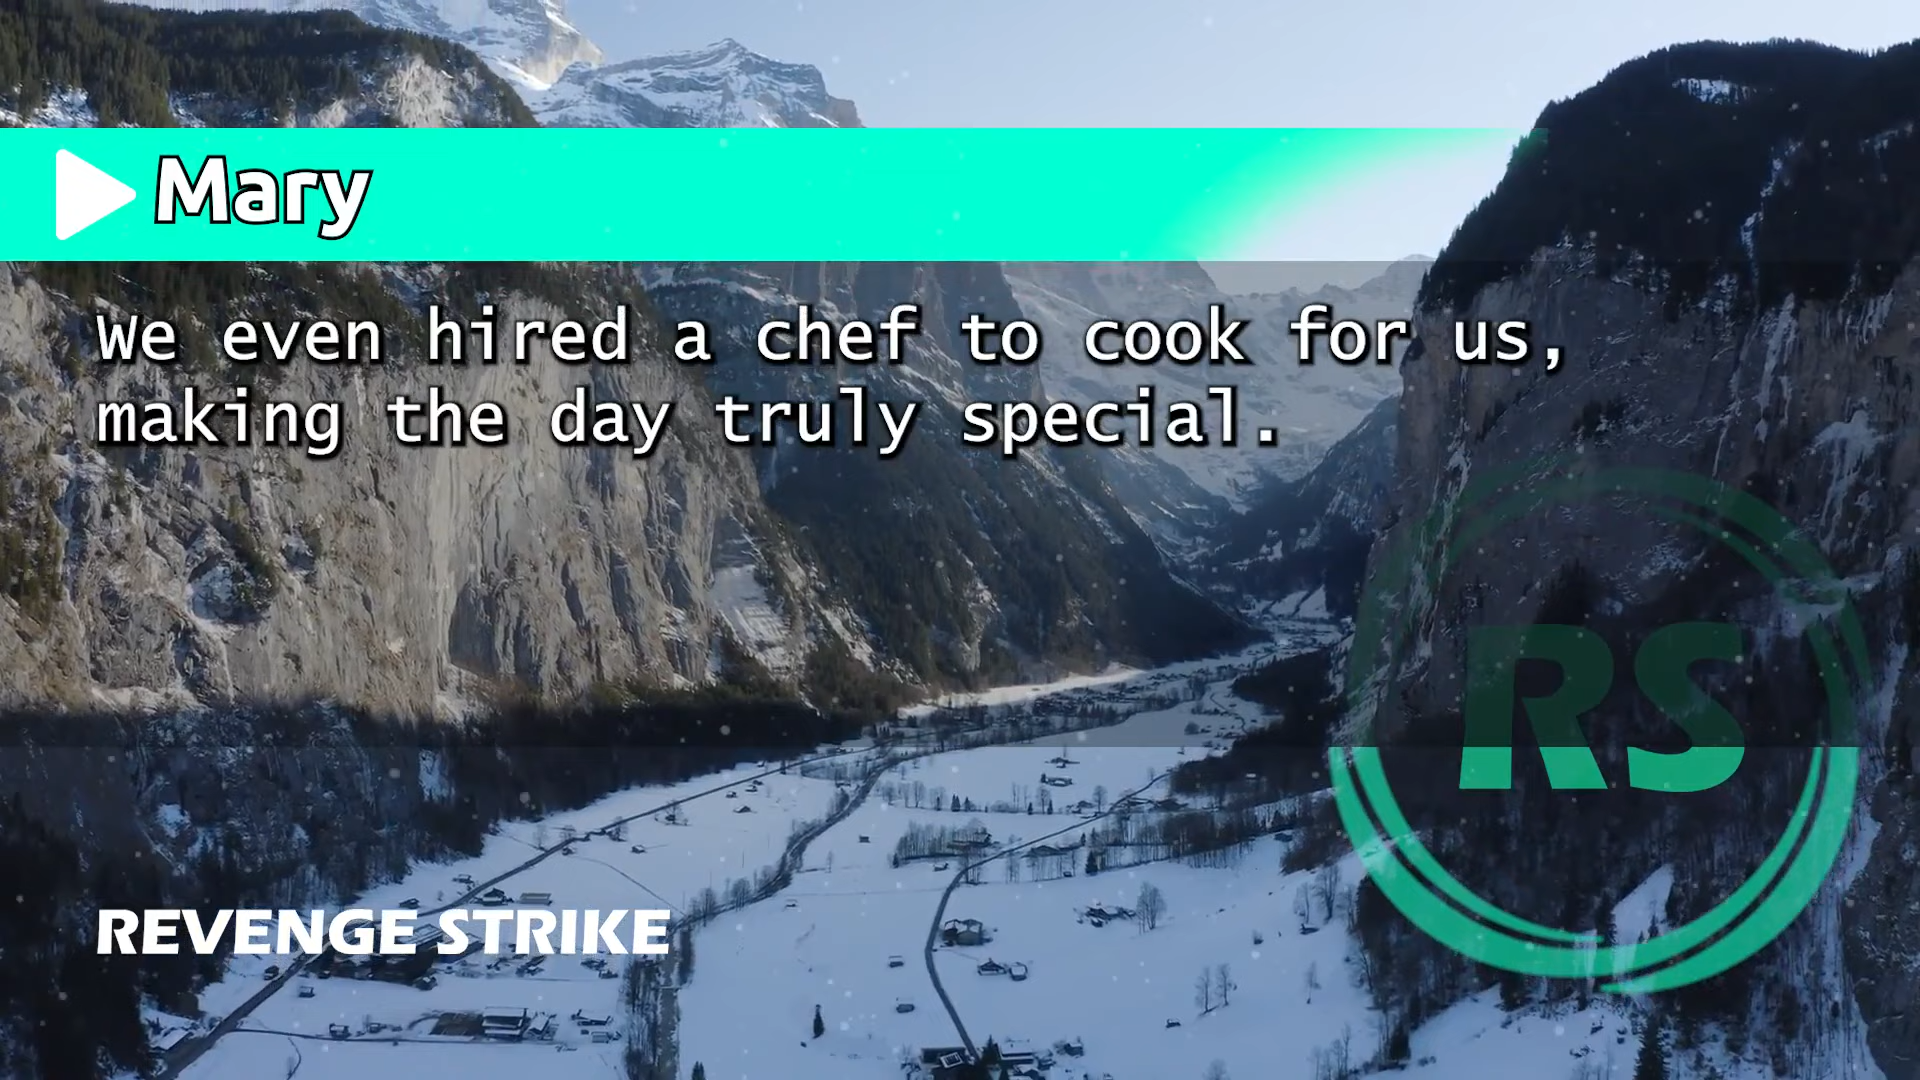 Mary
We even hired a chef to cook for us,
making the day truly special.
RS
REVENGE STRIKE